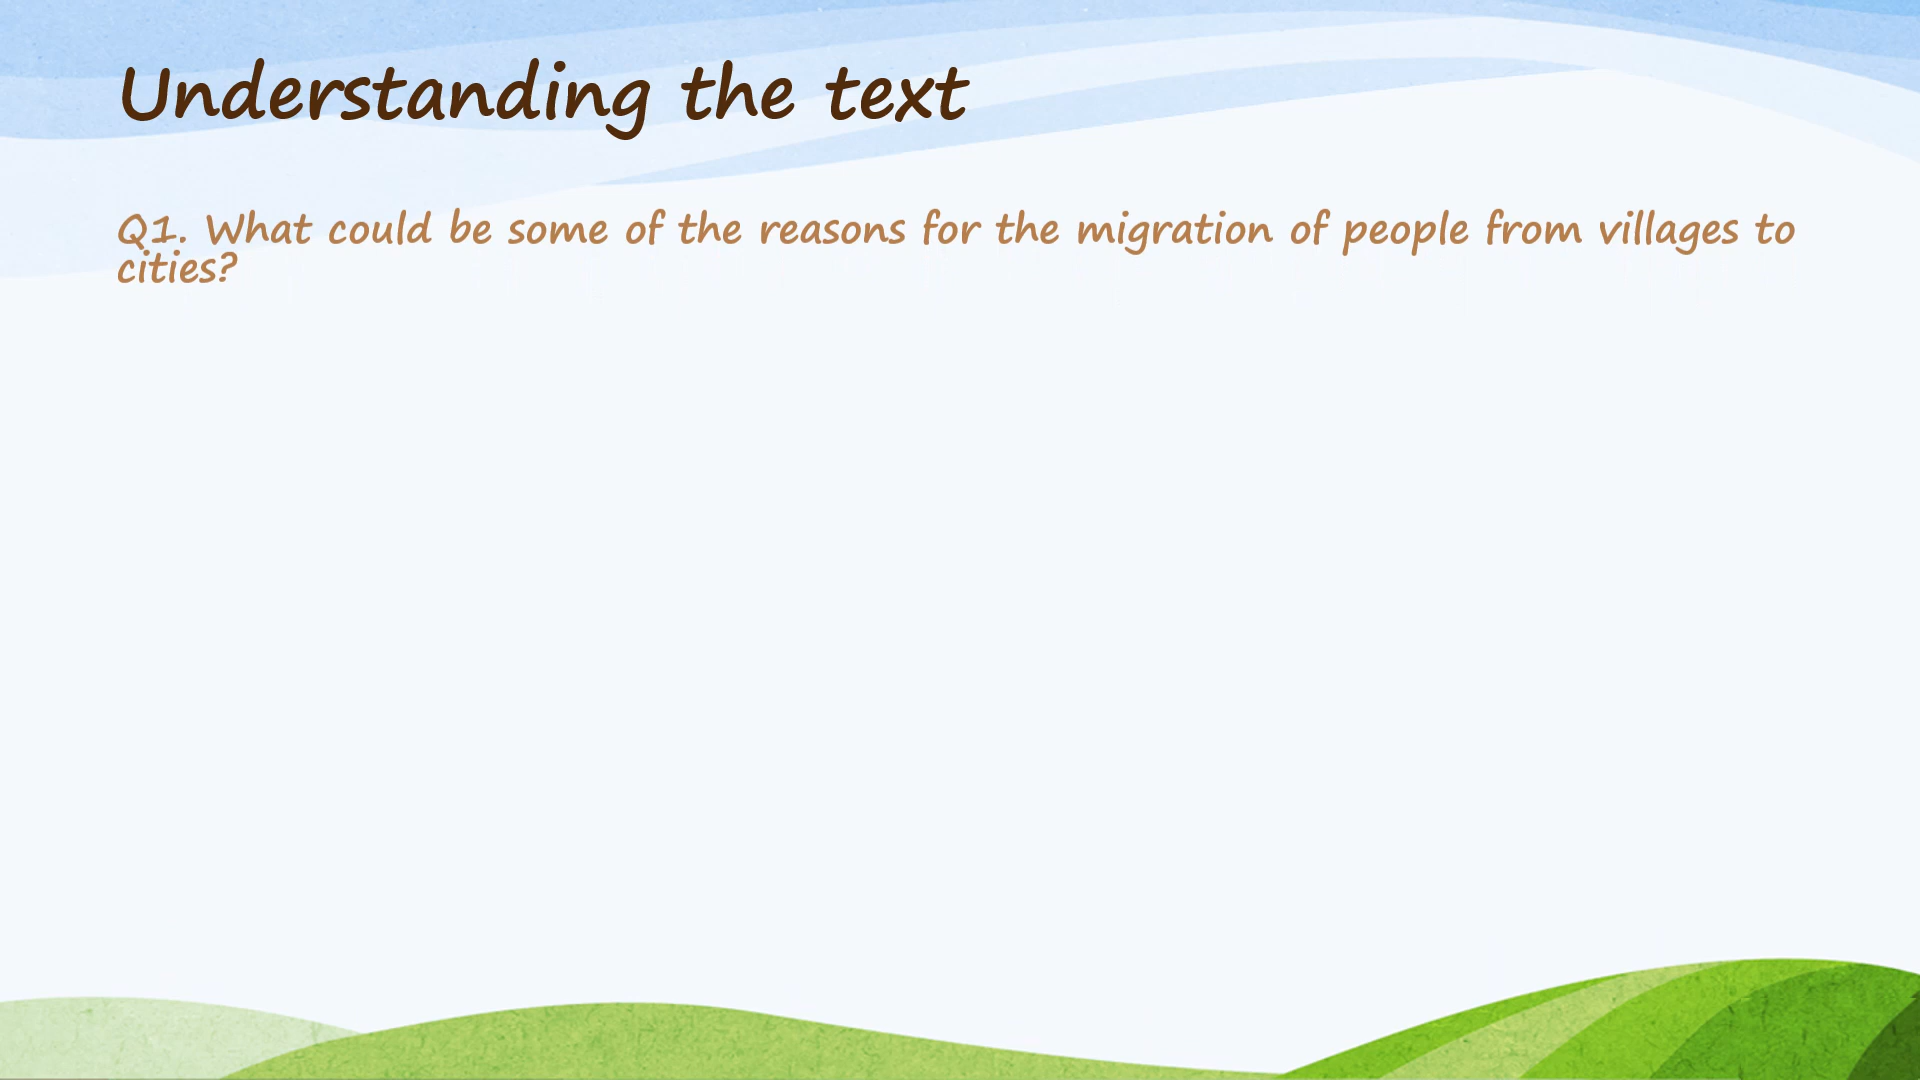 Understanding the text
Q1. What could be some of the reasons for the migration of people from villages to
cities?